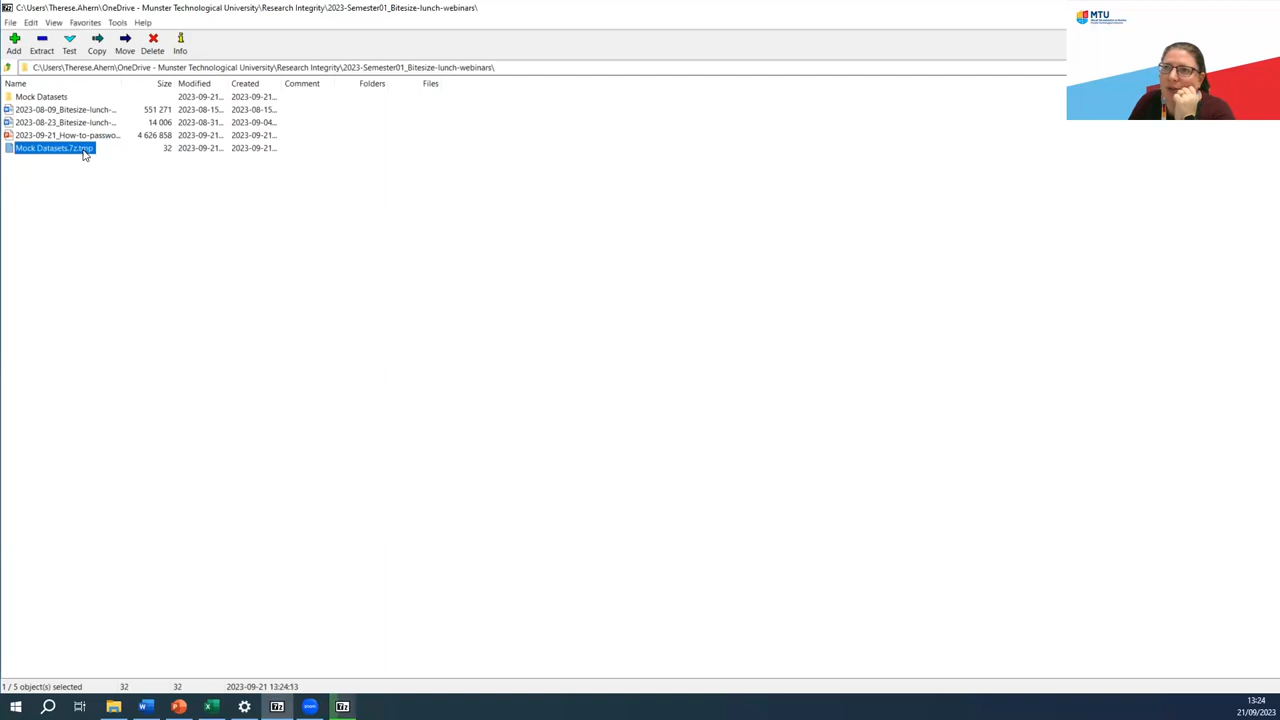 C:\Users\Therese.Ahern\OneDrive - Munster Technological University\Research Integrity\2023-Semester01_Bitesize-lunch-webinars\
File Edit View Favorites Tools Help
Add Extract Test Copy Move Delete Info
C:\Users\Therese.Ahern\OneDrive - Munster Technological University\Research Integrity\2023-Semester01_Bitesize-lunch-webinars\
Name Size Modified Created Comment Folders Files
Mock Datasets 2023-09-21... 2023-09-21...
2023-08-09_Bitesize-lunch-... 551 271 2023-08-15... 2023-08-15...
2023-08-23_Bitesize-lunch-... 14 006 2023-08-31... 2023-09-04...
2023-09-21_How-to-passwo... 4 626 858 2023-09-21... 2023-09-21...
Mock Datasets.7z.tmp 32 2023-09-21... 2023-09-21...
1 / 5 object(s) selected 32 32 2023-09-21 13:24:13
MTU
zoom
13:24
21/09/2023